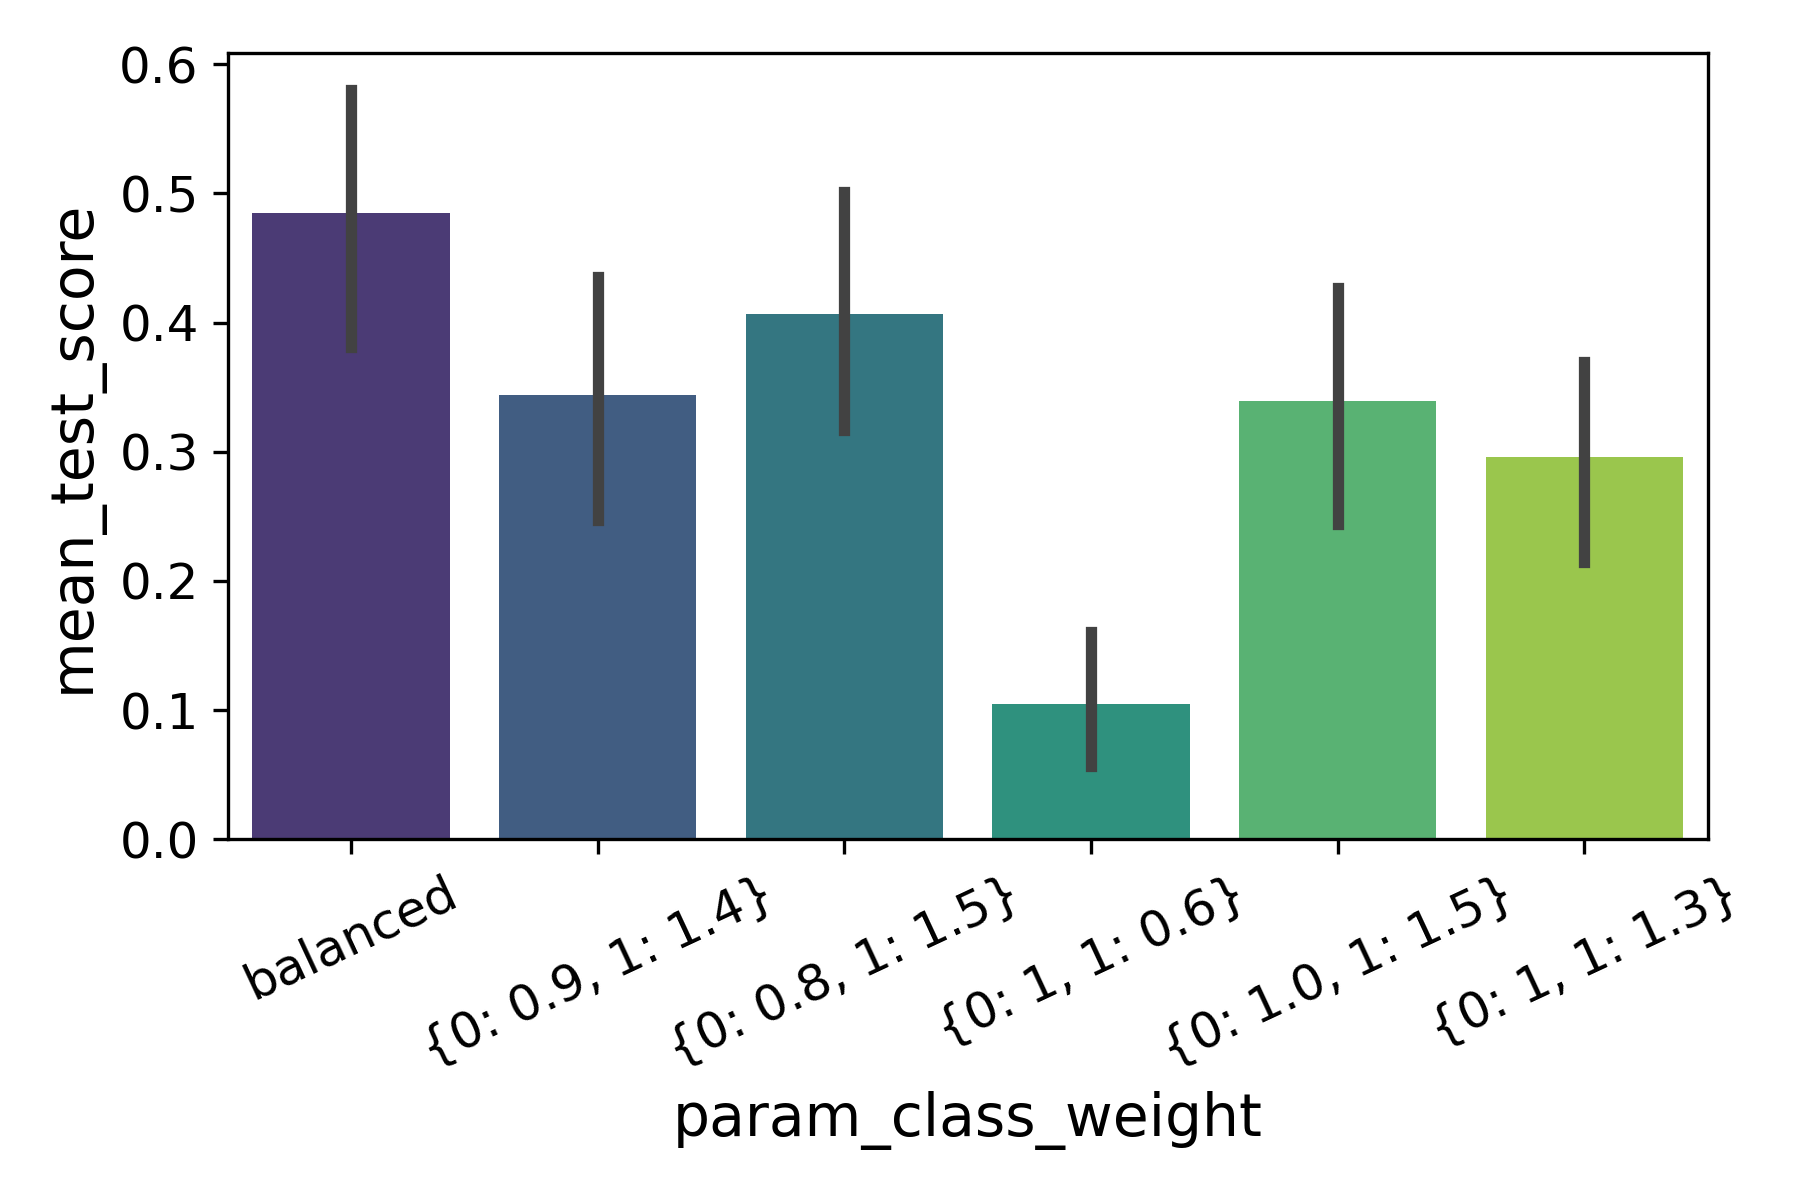 0.6
0.5
0.4
0.3
0.2
0.1
0.0
mean_test_score
balanced
{0: 0.9, 1: 1.4}
{0: 0.8, 1: 1.5}
{0: 1, 1: 0.6}
{0: 1.0, 1: 1.5}
{0: 1, 1: 1.3}
param_class_weight